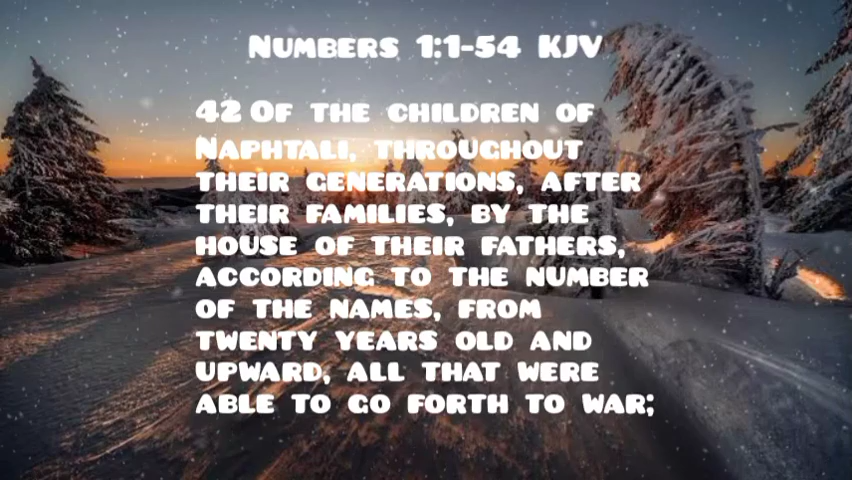 Numbers 1:1-54 KJV
42 Of the children of
Naphtali, throughout
their generations, after
their families, by the
house of their fathers,
according to the number
of the names, from
twenty years old and
upward, all that were
able to go forth to war;